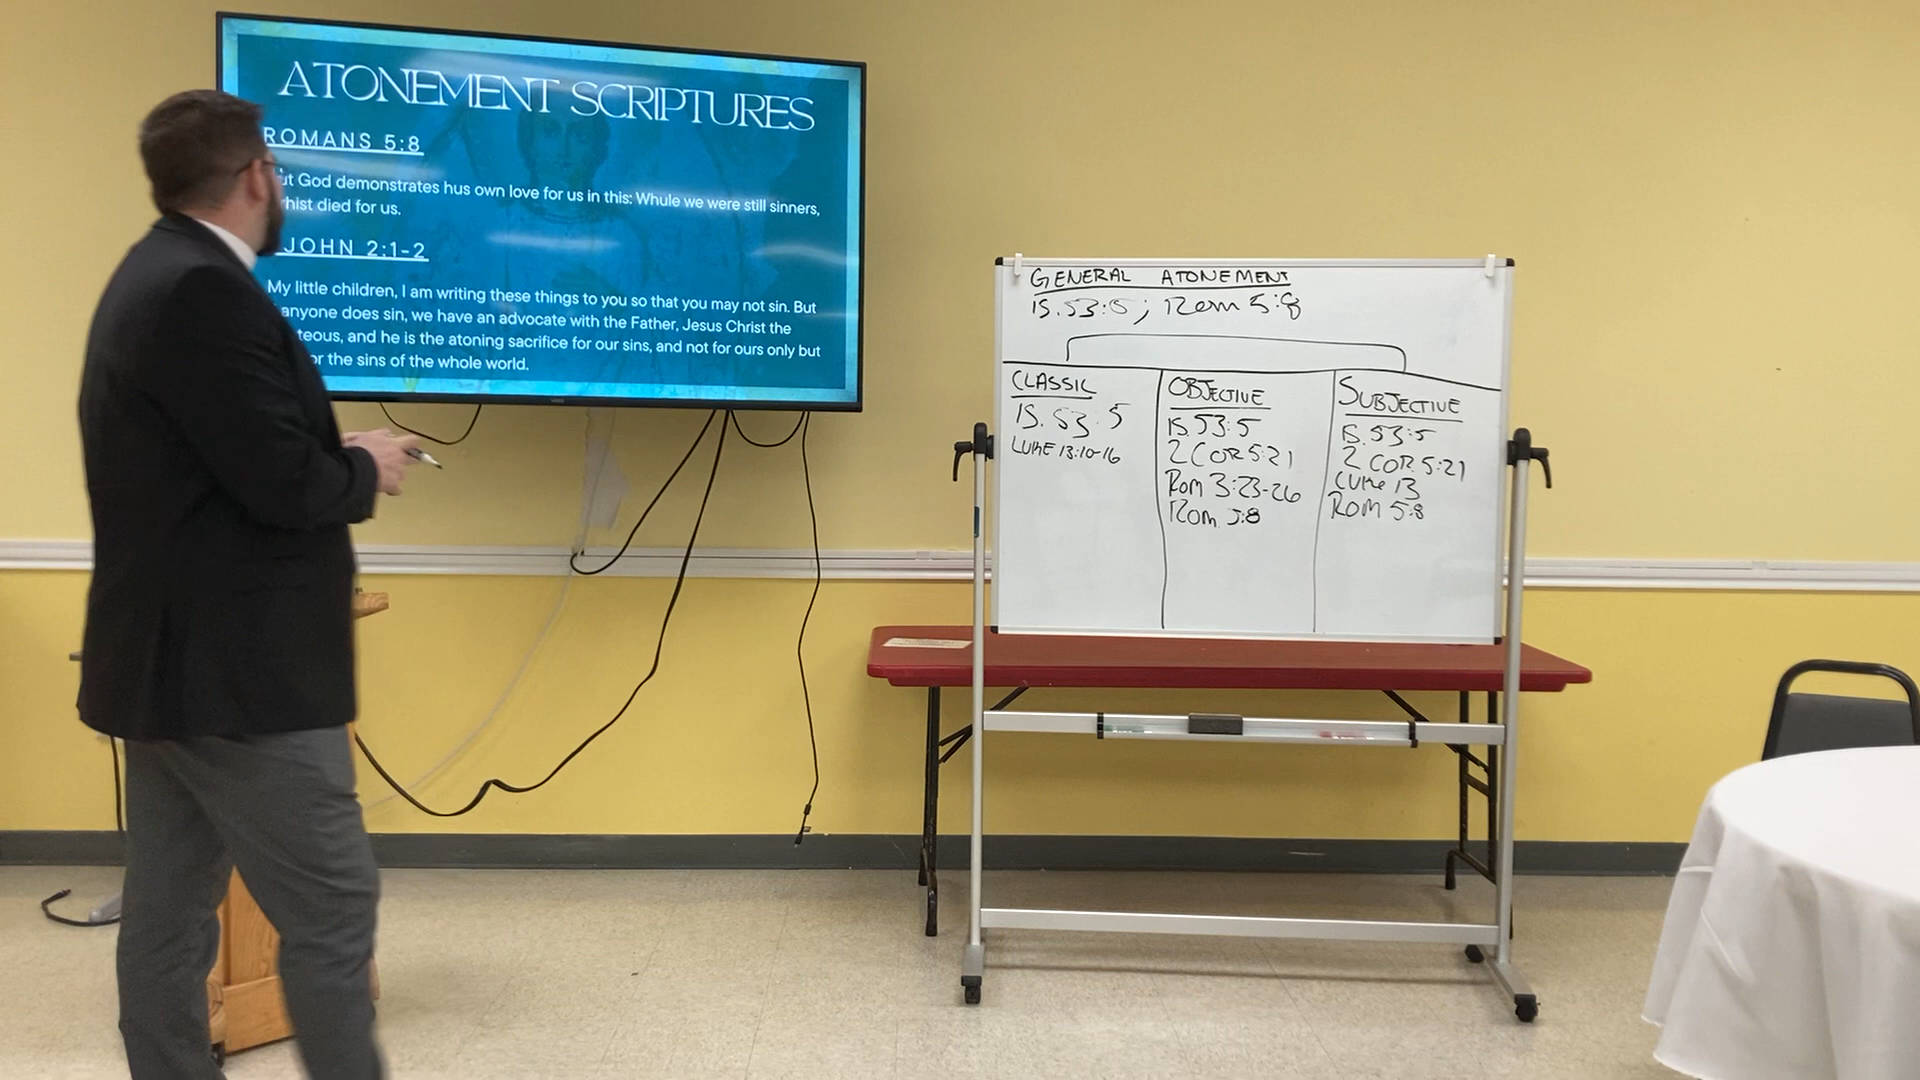 ATONEMENT SCRIPTURES
ROMANS 5:8
God demonstrates hus own love for us in this: Whule we were still sinners,
died for us.
JOHN 2:1-2
My little children, I am writing these things to you so that you may not sin. But
anyone does sin, we have an advocate with the Father, Jesus Christ the
and he is the atoning sacrifice for our sins, and not for ours only but
the sins of the whole world.
GENERAL ATONEMENT
IS. 53:5; Rom 5:8
CLASSIC
IS. 53:5
LUKE 13:10-16
OBJECTIVE
IS. 53:5
2 COR 5:21
Rom 3:23-26
Rom. 5:8
SUBJECTIVE
IS. 53:5
2 COR. 5:21
LUKE 13
ROM 5:8